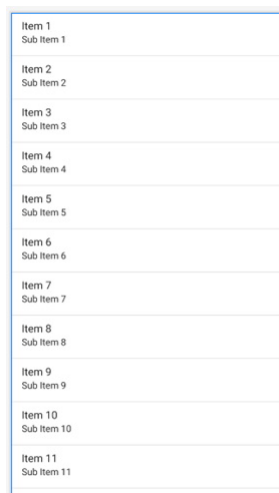 Item 1
Sub Item 1
Item 2
Sub Item 2
Item 3
Sub Item 3
Item 4
Sub Item 4
Item 5
Sub Item 5
Item 6
Sub Item 6
Item 7
Sub Item 7
Item 8
Sub Item 8
Item 9
Sub Item 9
Item 10
Sub Item 10
Item 11
Sub Item 11